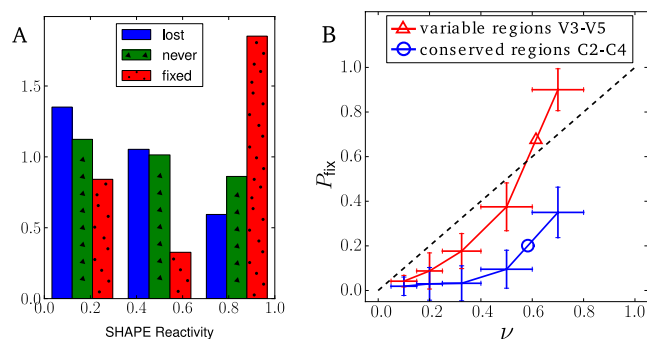 A
lost
never
fixed
1.5
1.0
0.5
0.0
0.0 0.2 0.4 0.6 0.8 1.0
SHAPE Reactivity
B
variable regions V3-V5
conserved regions C2-C4
1.0
0.8
0.6
0.4
0.2
0.0
P_fix
0.0 0.2 0.4 0.6 0.8 1.0
ν